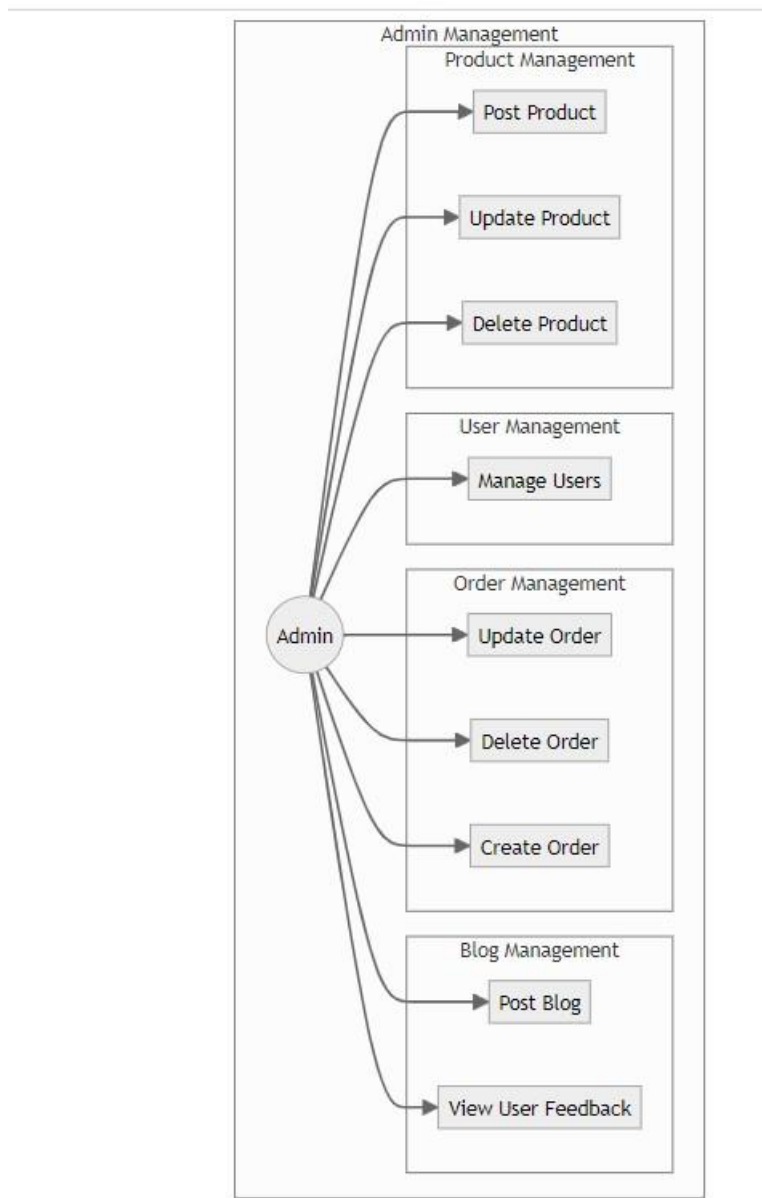 Admin Management
Product Management
Post Product
Update Product
Delete Product
User Management
Manage Users
Order Management
Admin
Update Order
Delete Order
Create Order
Blog Management
Post Blog
View User Feedback